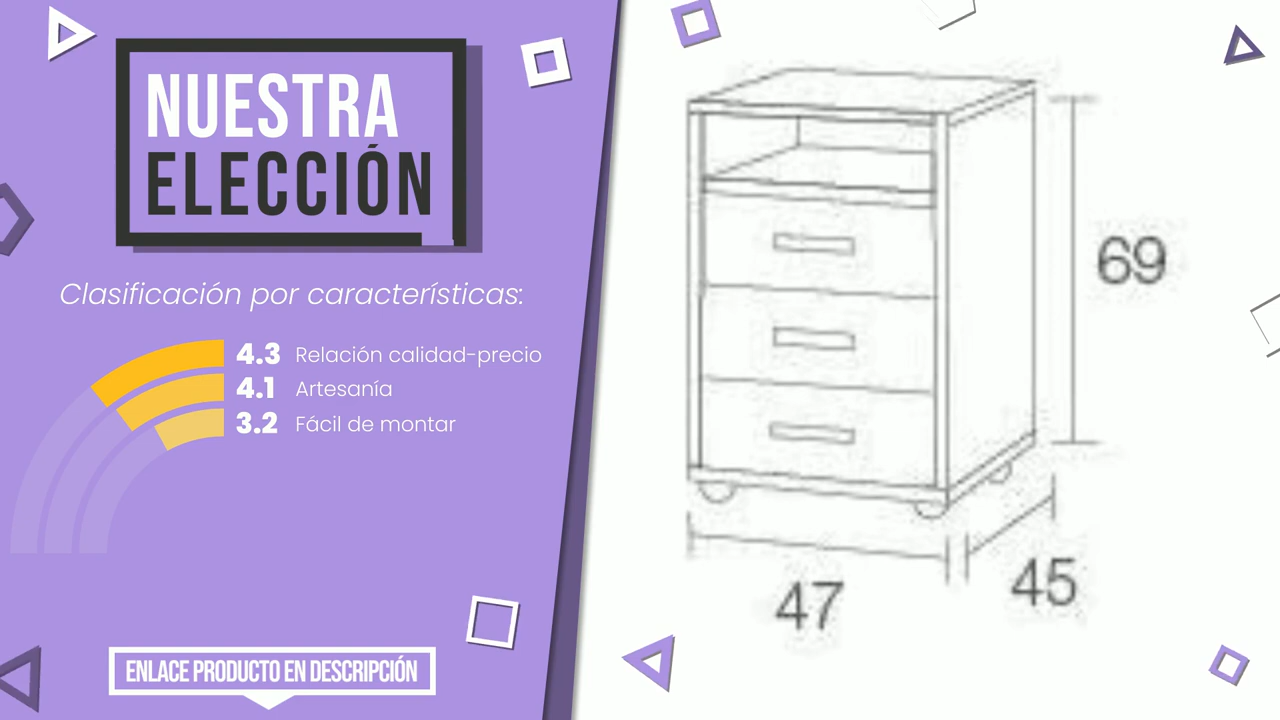 NUESTRA
ELECCIÓN
Clasificación por características:
4.3 Relación calidad-precio
4.1 Artesanía
3.2 Fácil de montar
ENLACE PRODUCTO EN DESCRIPCIÓN
69
47
45